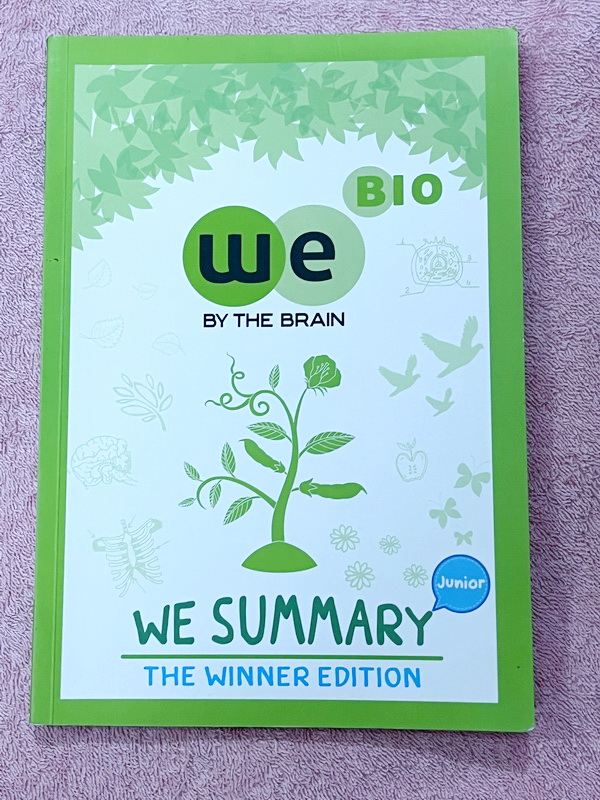 BIO
we
BY THE BRAIN
Junior
WE SUMMARY
THE WINNER EDITION